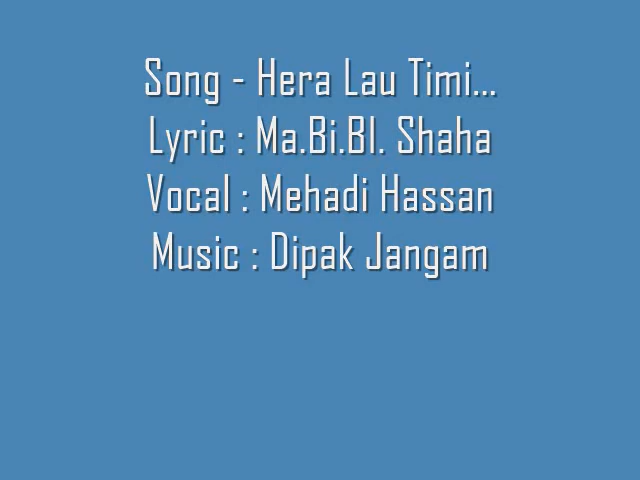 Song - Hera Lau Timi...
Lyric : Ma.Bi.Bl. Shaha
Vocal : Mehadi Hassan
Music : Dipak Jangam